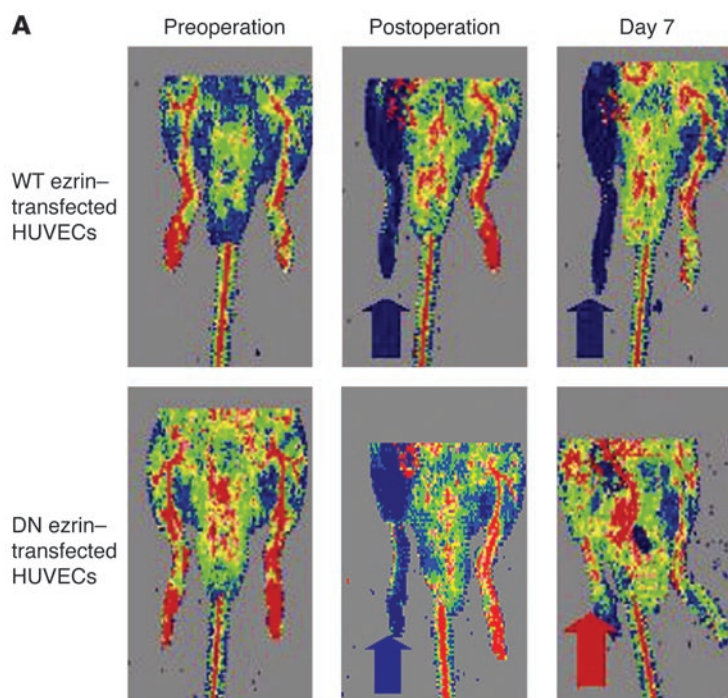 A
Preoperation
Postoperation
Day 7
WT ezrin–
transfected
HUVECs
DN ezrin–
transfected
HUVECs